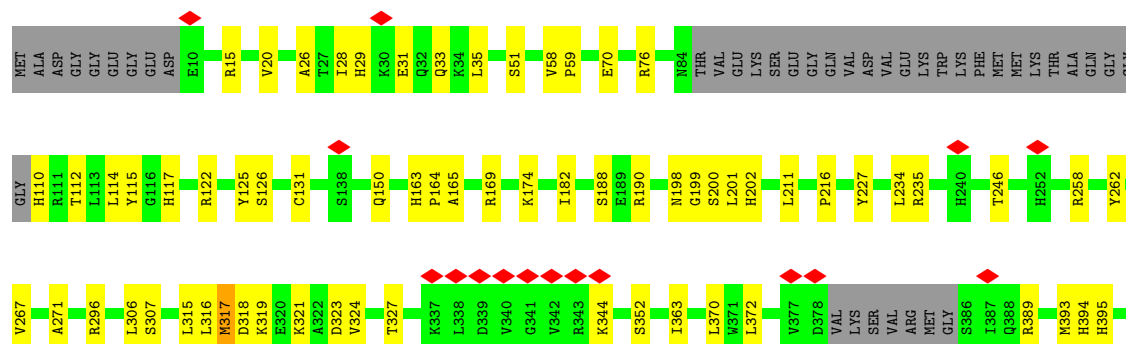 MET ALA ASP GLY GLY GLU GLY GLU ASP E10 R15 V20 A26 T27 I28 H29 K30 E31 Q32 Q33 K34 L35 S51 V58 P59 E70 R76 N84 THR VAL GLU LYS SER GLU GLY GLN VAL ASP VAL GLU LYS TRP LYS PHE MET MET LYS THR ALA GLN GLY
GLY H110 R111 T112 L113 L114 Y115 G116 H117 R122 Y125 S126 C131 S138 Q150 H163 P164 A165 R169 K174 I182 S188 E189 R190 N198 G199 S200 L201 H202 L211 P216 Y227 L234 R235 H240 T246 H252 R258 Y262
V267 A271 R296 L306 S307 L315 L316 M317 D318 K319 E320 K321 A322 D323 V324 T327 K337 L338 D339 V340 G341 V342 R343 K344 S352 I363 L370 W371 L372 V377 D378 VAL LYS SER VAL ARG MET GLY S386 I387 Q388 R389 M393 H394 H395